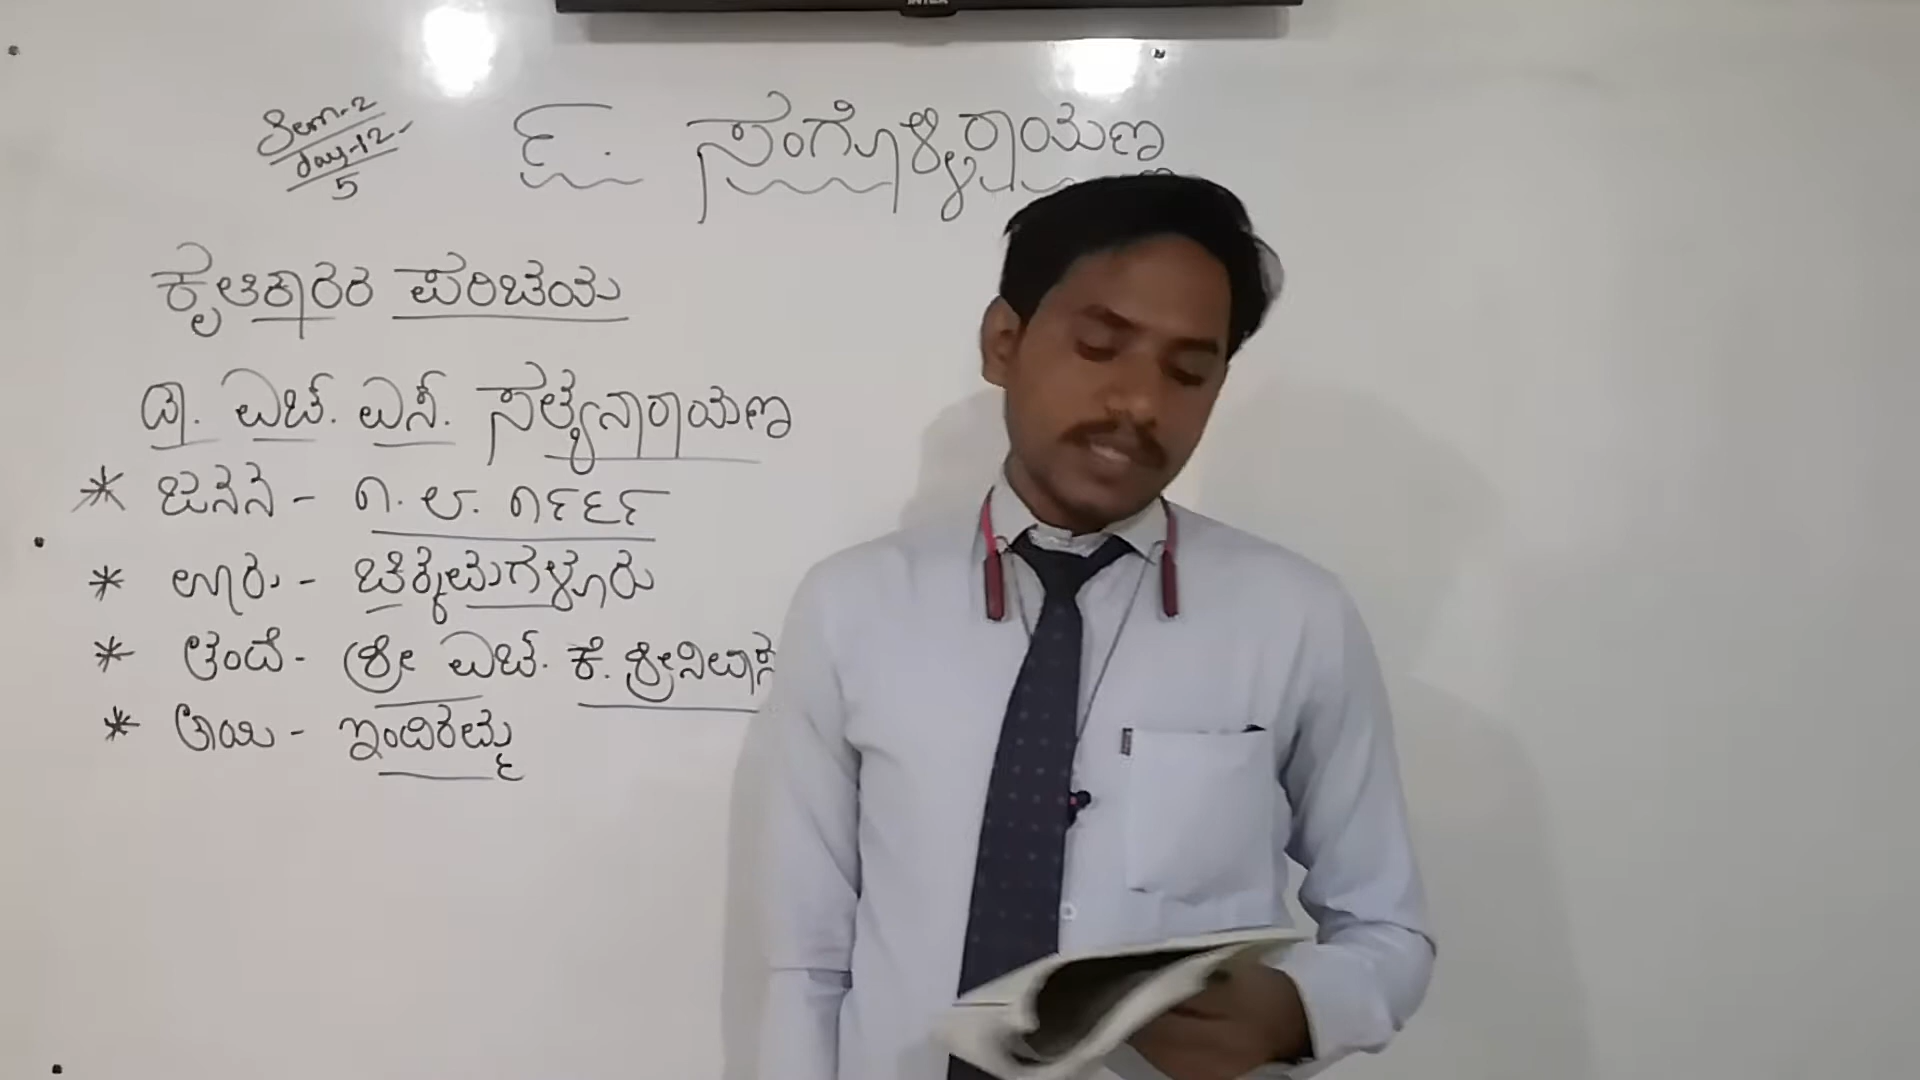 INTEX
Sem-2
day-12
5
೯. ಸಂಗೊಳ್ಳಿರಾಯಣ್ಣ
ಕೃತಿಕಾರರ ಪರಿಚಯ
ಡಾ. ಎಚ್. ಎಸ್. ಸತ್ಯನಾರಾಯಣ
* ಜನನ - ೧. ೮. ೧೯೬೯
* ಊರು - ಚಿಕ್ಕಮಗಳೂರು
* ತಂದೆ - ಶ್ರೀ ಎಚ್. ಕೆ. ಶ್ರೀನಿವಾಸ
* ತಾಯಿ - ಇಂದಿರಮ್ಮ